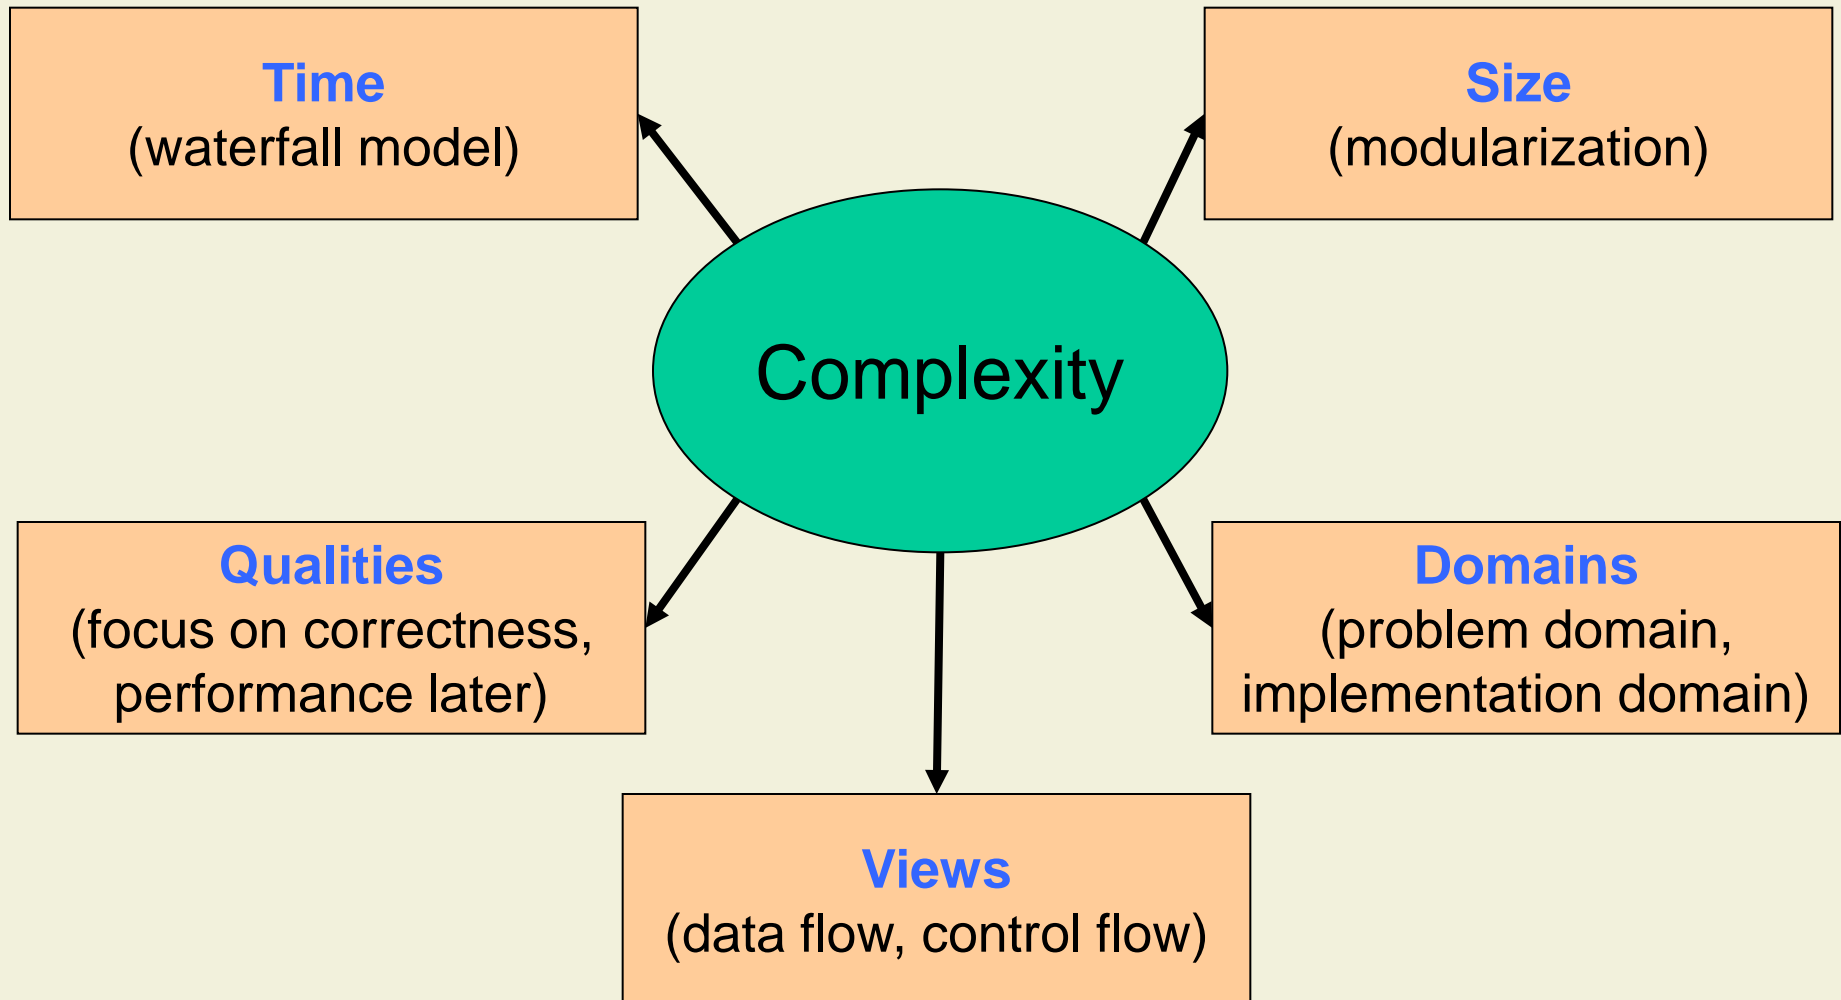 Time
(waterfall model)
Size
(modularization)
Complexity
Qualities
(focus on correctness,
performance later)
Domains
(problem domain,
implementation domain)
Views
(data flow, control flow)